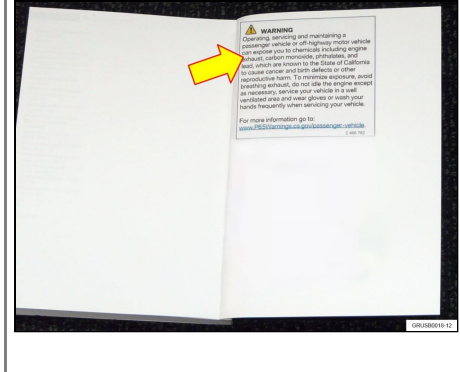 WARNING
Operating, servicing and maintaining a
passenger vehicle or off-highway motor vehicle
can expose you to chemicals including engine
exhaust, carbon monoxide, phthalates, and
lead, which are known to the State of California
to cause cancer and birth defects or other
reproductive harm. To minimize exposure, avoid
breathing exhaust, do not idle the engine except
as necessary, service your vehicle in a well
ventilated area and wear gloves or wash your
hands frequently when servicing your vehicle.
For more information go to:
www.P65Warnings.ca.gov/passenger-vehicle.
GRUSB0018-12